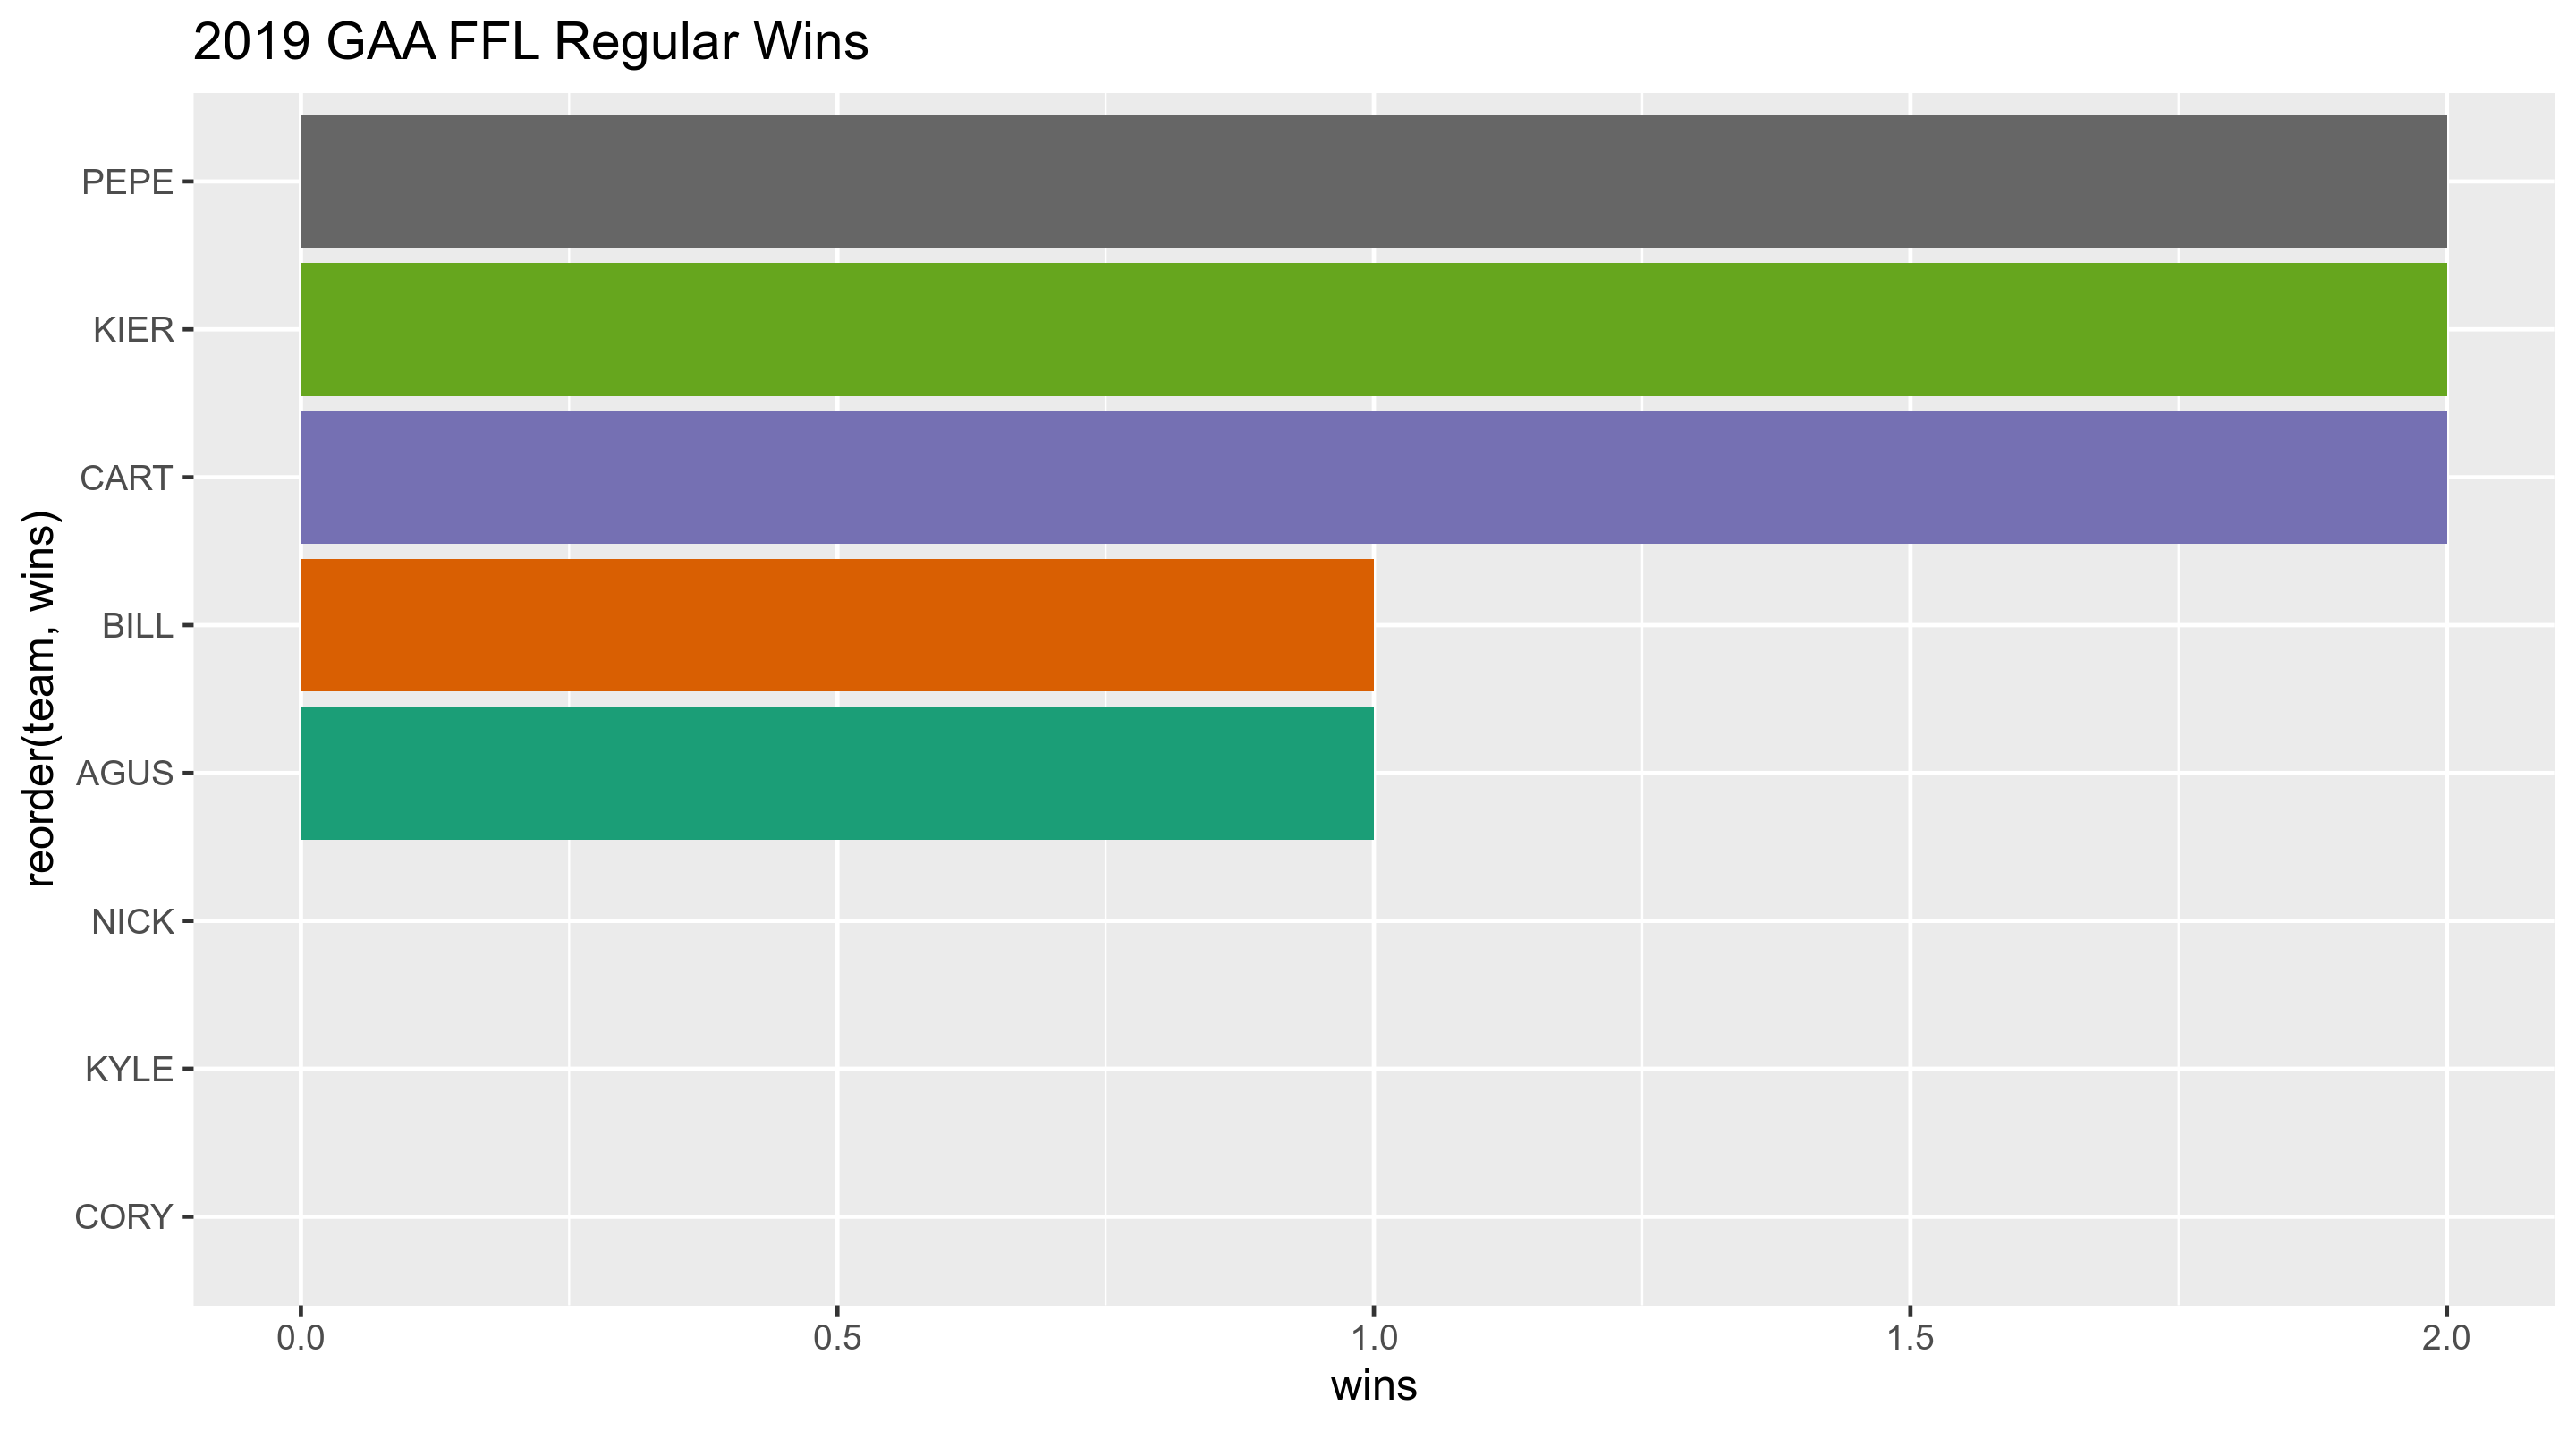 2019 GAA FFL Regular Wins
reorder(team, wins)
PEPE
KIER
CART
BILL
AGUS
NICK
KYLE
CORY
0.0 0.5 1.0 1.5 2.0
wins